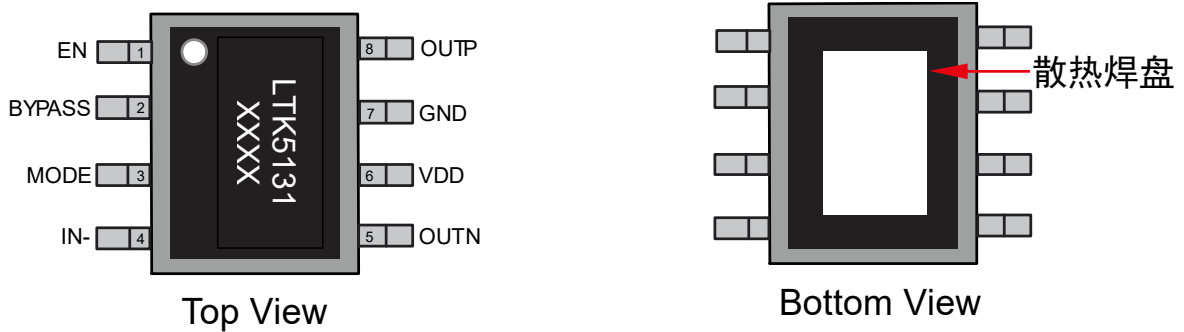 EN 1
BYPASS 2
MODE 3
IN- 4
LTK5131
XXXX
8 OUTP
7 GND
6 VDD
5 OUTN
Top View
散热焊盘
Bottom View